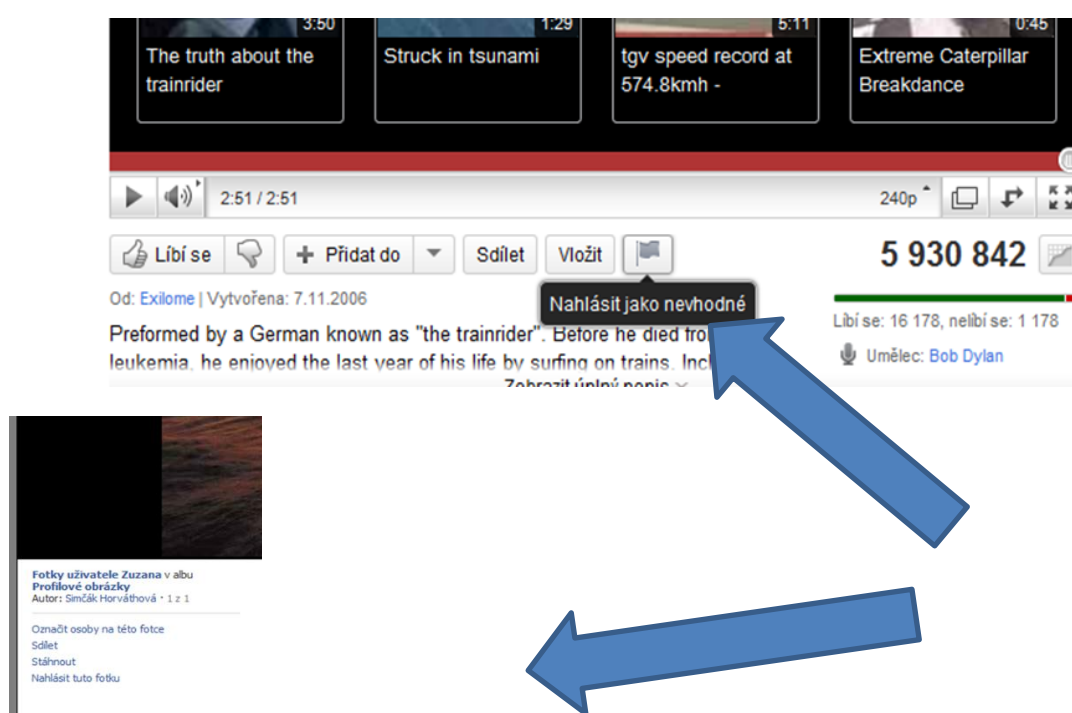 3:50
1:29
5:11
0:45
The truth about the
trainrider
Struck in tsunami
tgv speed record at
574.8kmh -
Extreme Caterpillar
Breakdance
2:51 / 2:51
240p
Líbí se
Přidat do
Sdílet
Vložit
5 930 842
Od: Exilome | Vytvořena: 7.11.2006
Nahlásit jako nevhodné
Preformed by a German known as "the trainrider". Before he died
leukemia, he enjoyed the last year of his life by surfing on trains.
Zobrazit úplný popis
Líbí se: 16 178, nelíbí se: 1 178
Umělec: Bob Dylan
Fotky uživatele Zuzana v albu
Profilové obrázky
Autor: Simčák Horváthová · 1 z 1
Označit osoby na této fotce
Sdílet
Stáhnout
Nahlásit tuto fotku